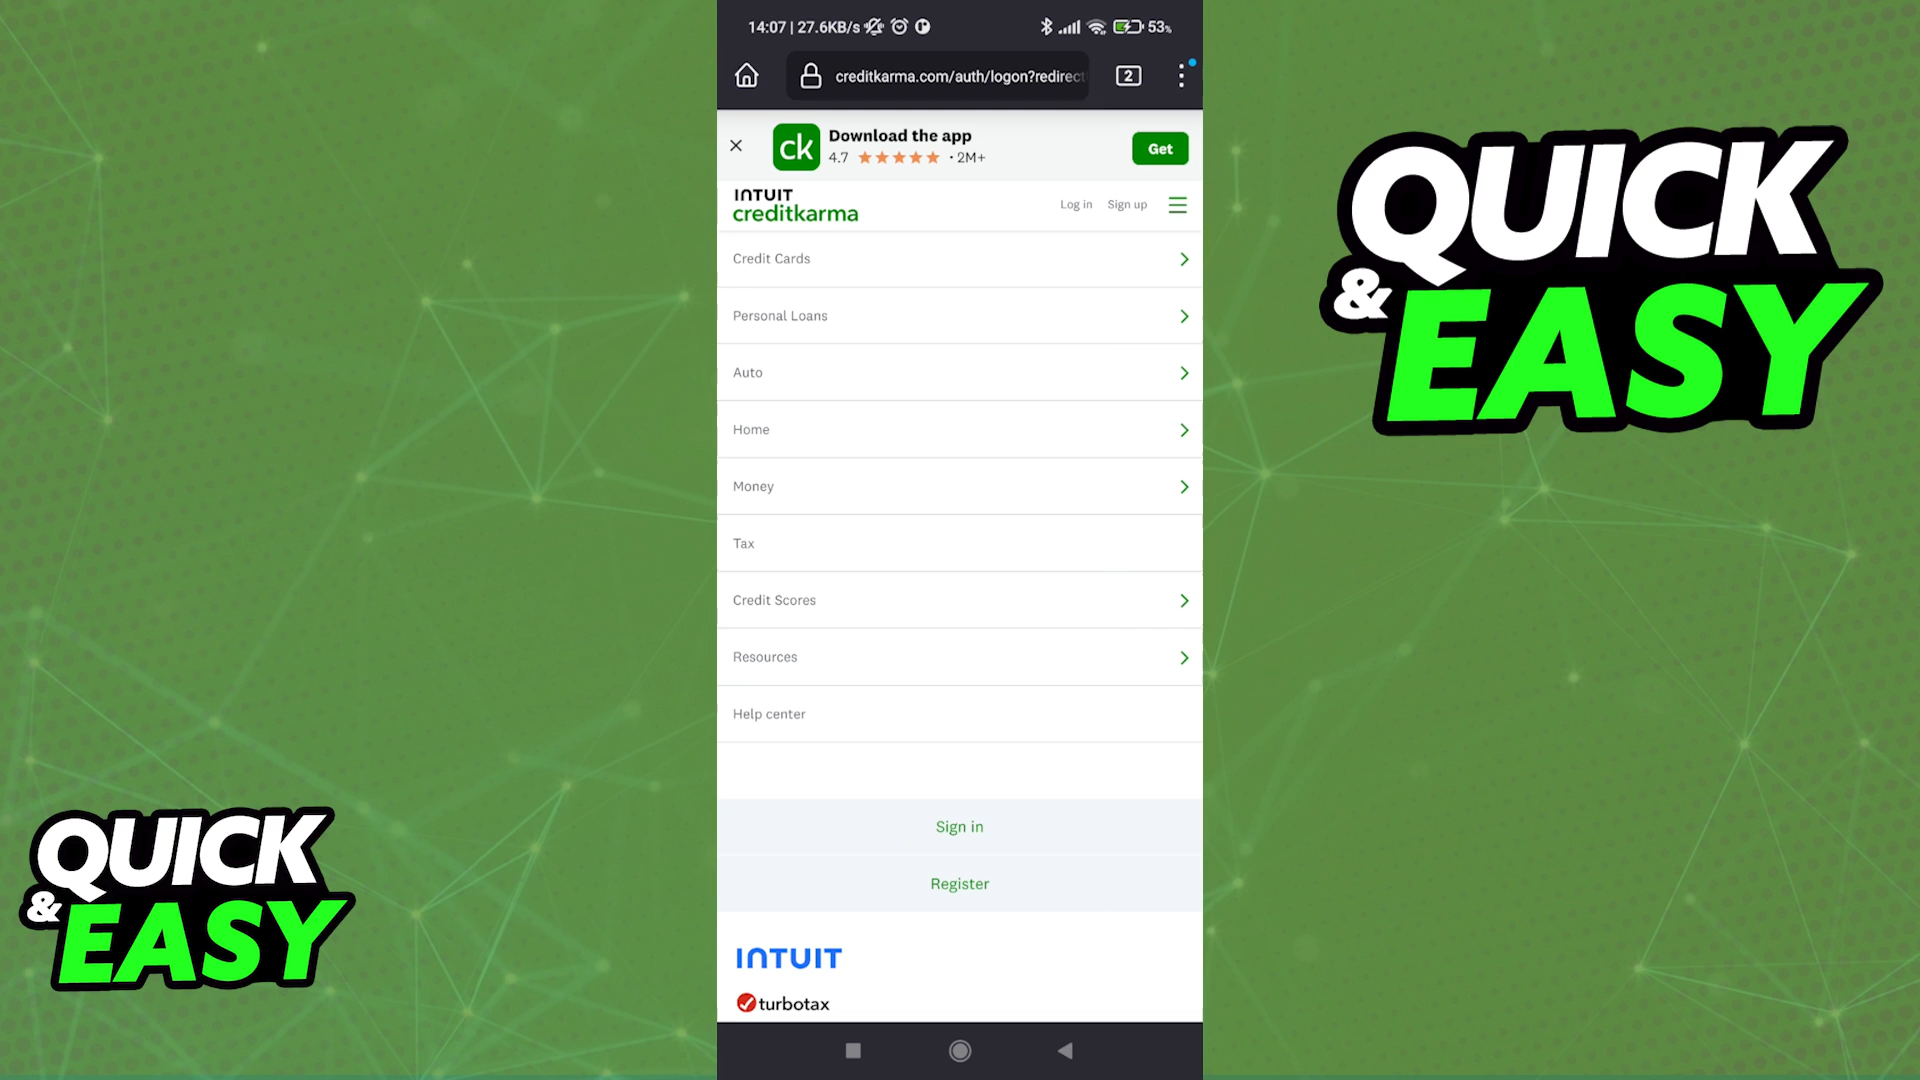 14:07 | 27.6KB/s
53%
creditkarma.com/auth/logon?redirect
2
ck
Download the app
4.7 ★★★★★ • 2M+
Get
INTUIT
creditkarma
Log in
Sign up
Credit Cards
Personal Loans
Auto
Home
Money
Tax
Credit Scores
Resources
Help center
Sign in
Register
INTUIT
turbotax
QUICK
& EASY
QUICK
& EASY